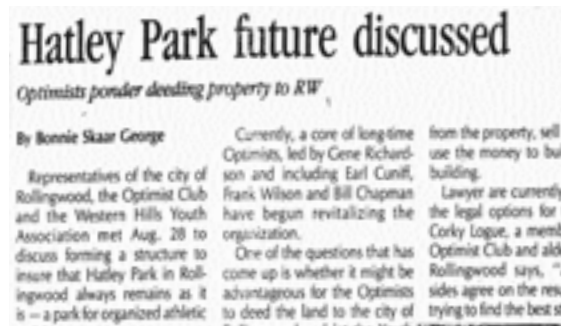 Hatley Park future discussed
Optimists ponder deeding property to RW
By Bonnie Skaar George
Representatives of the city of
Rollingwood, the Optimist Club
and the Western Hills Youth
Association met Aug. 28 to
discuss forming a structure to
insure that Hatley Park in Roll-
ingwood always remains as it
is — a park for organized athletic
Currently, a core of long-time
Optimists, led by Gene Richard-
son and including Earl Cuniff,
Frank Wilson and Bill Chapman
have begun revitalizing the
organization.
One of the questions that has
come up is whether it might be
advantageous for the Optimists
to deed the land to the city of
from the property, sell
use the money to bui
building.
Lawyer are currently
the legal options for
Corky Logue, a memb
Optimist Club and alde
Rollingwood says,
sides agree on the resu
trying to find the best s